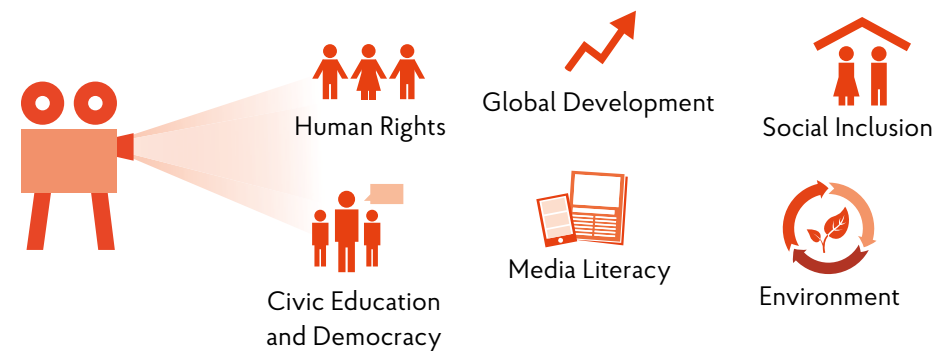 Human Rights
Global Development
Social Inclusion
Civic Education
and Democracy
Media Literacy
Environment